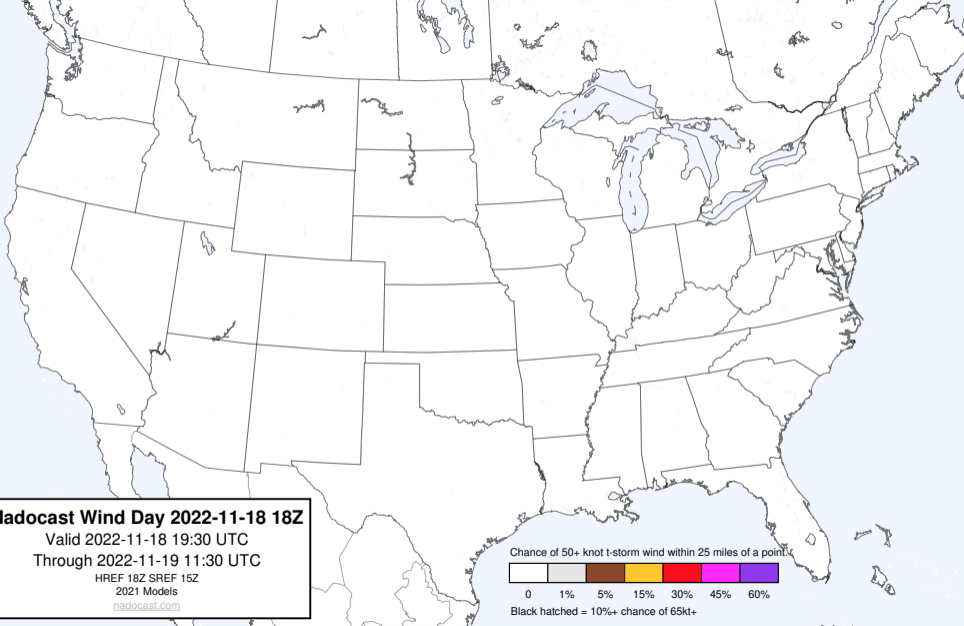 adocast Wind Day 2022-11-18 18Z
Valid 2022-11-18 19:30 UTC
Through 2022-11-19 11:30 UTC
HREF 18Z SREF 15Z
2021 Models
nadocast.com
Chance of 50+ knot t-storm wind within 25 miles of a point.
0 1% 5% 15% 30% 45% 60%
Black hatched = 10%+ chance of 65kt+